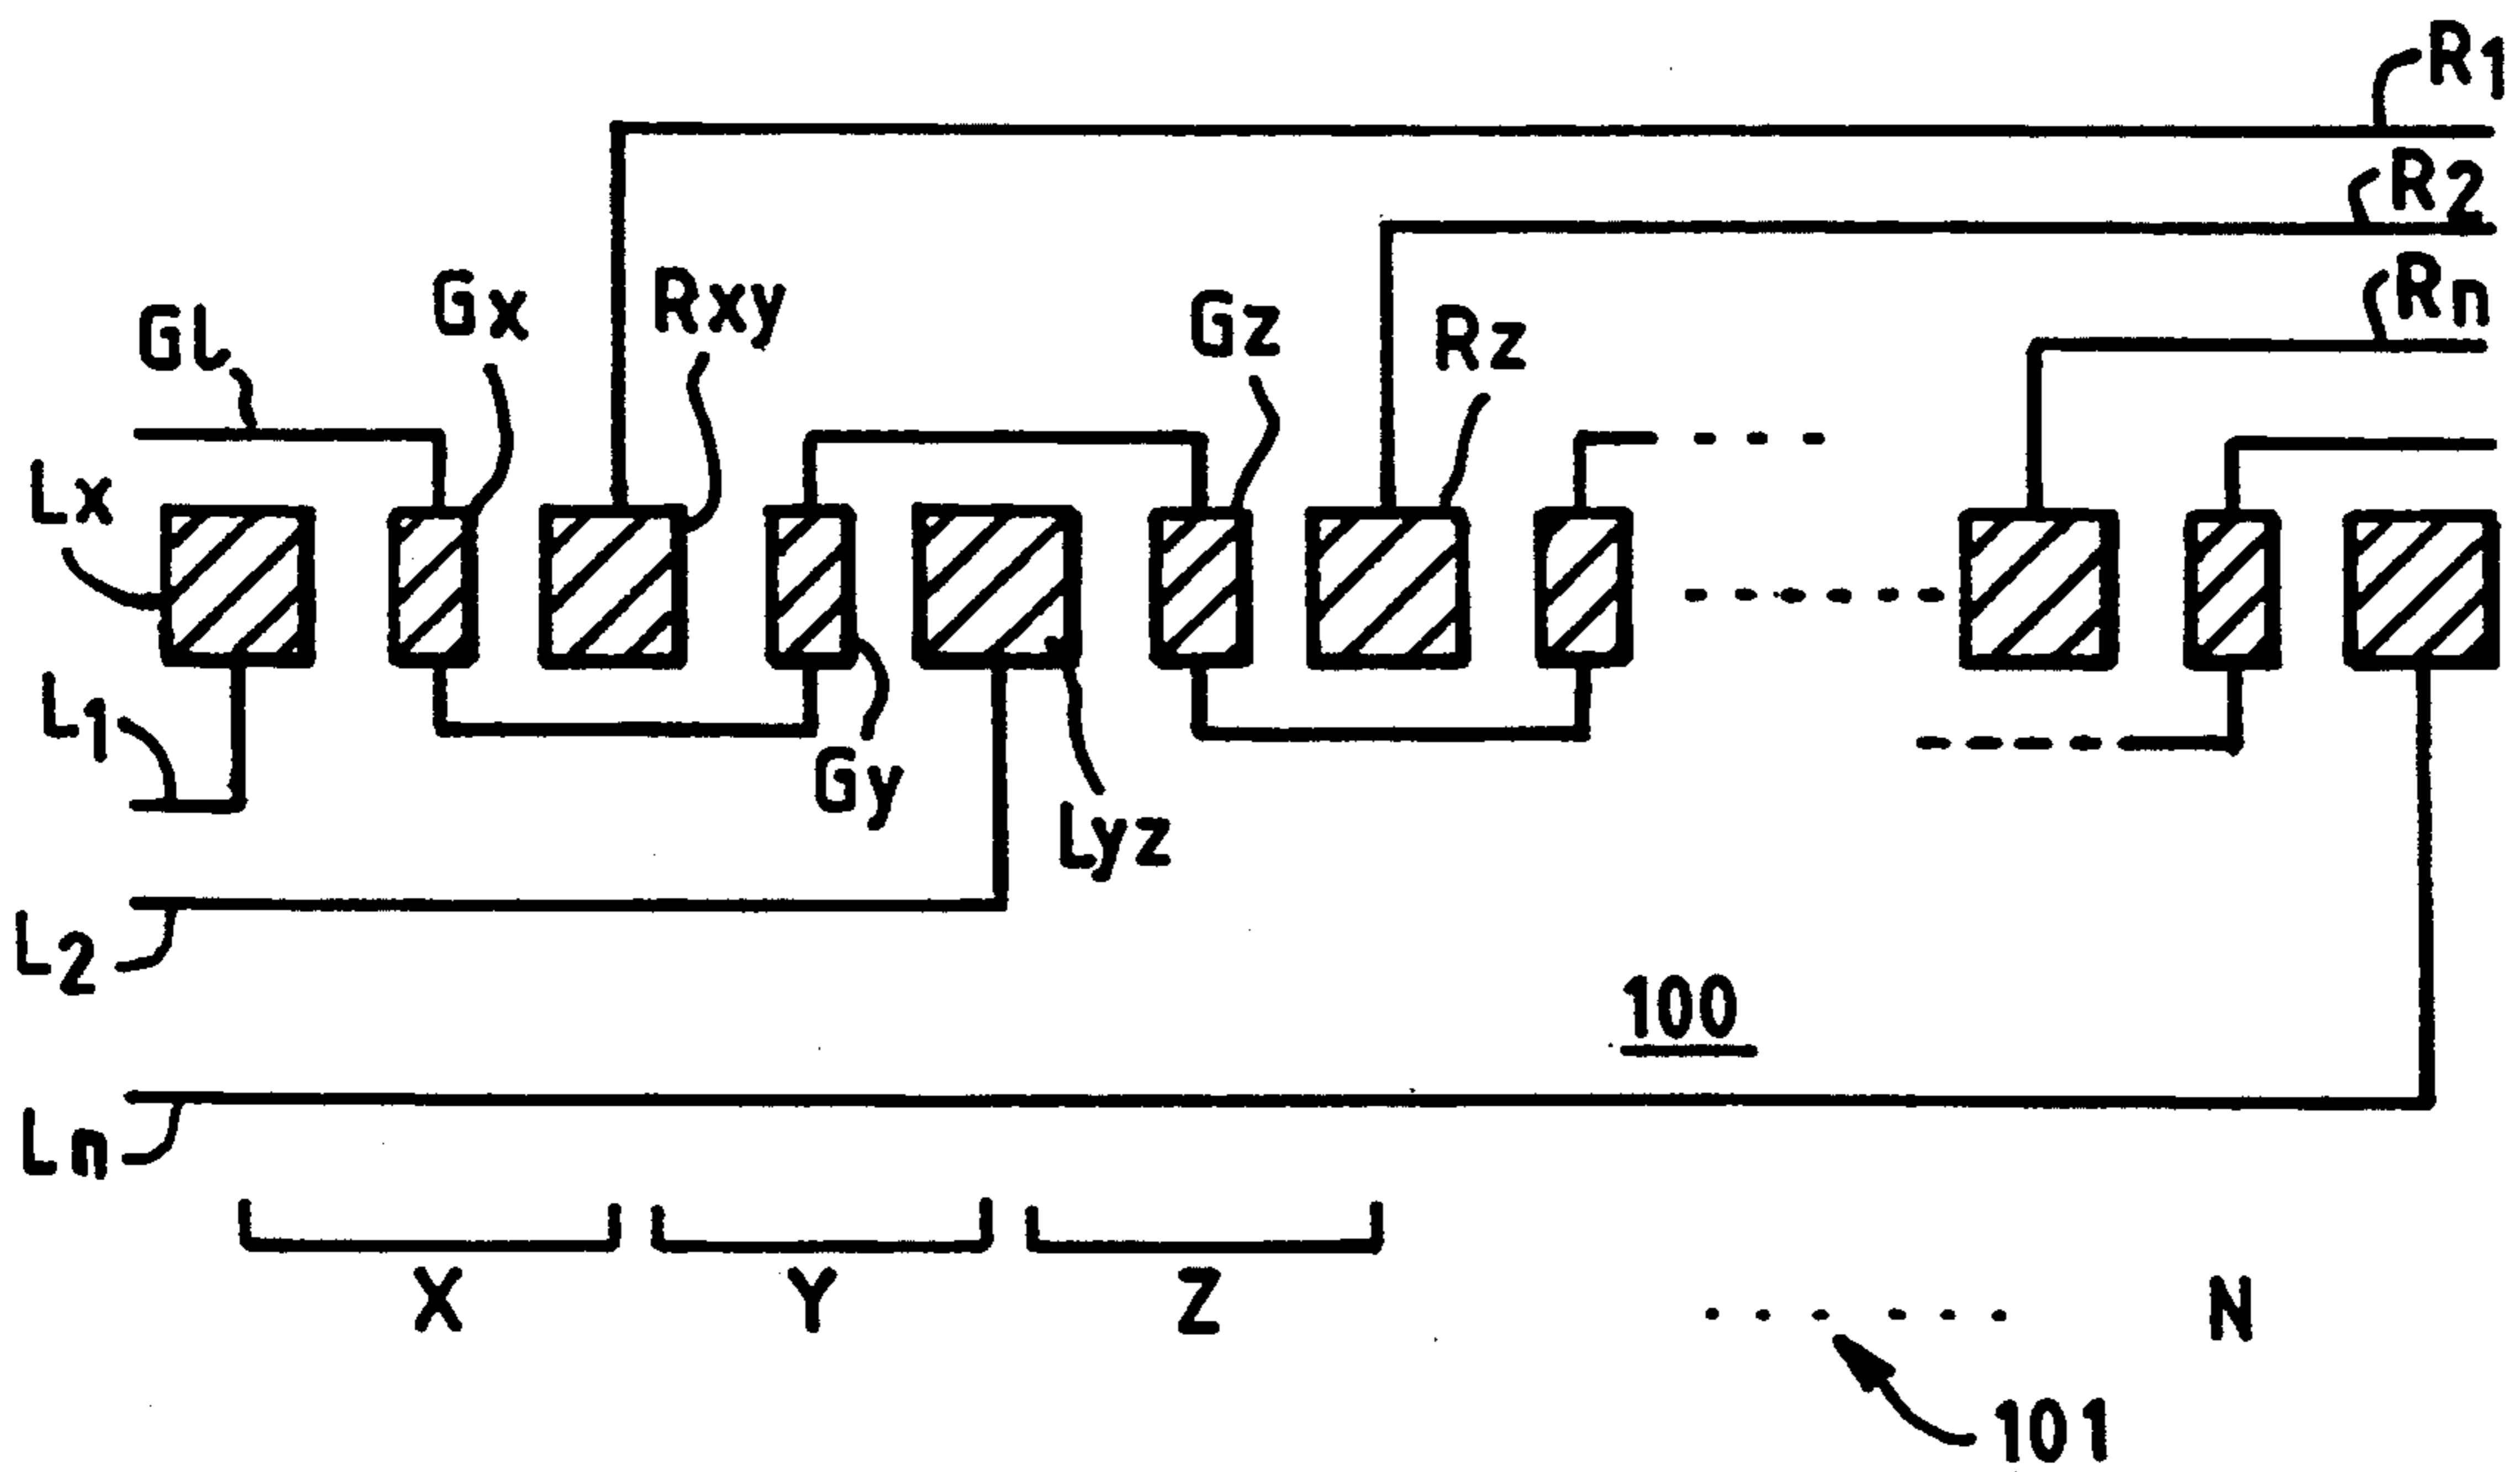 R1
R2
Rn
Gl Gx Rxy Gz Rz
Lx
L1
Gy
Lyz
L2
100
Ln
X Y Z N
101